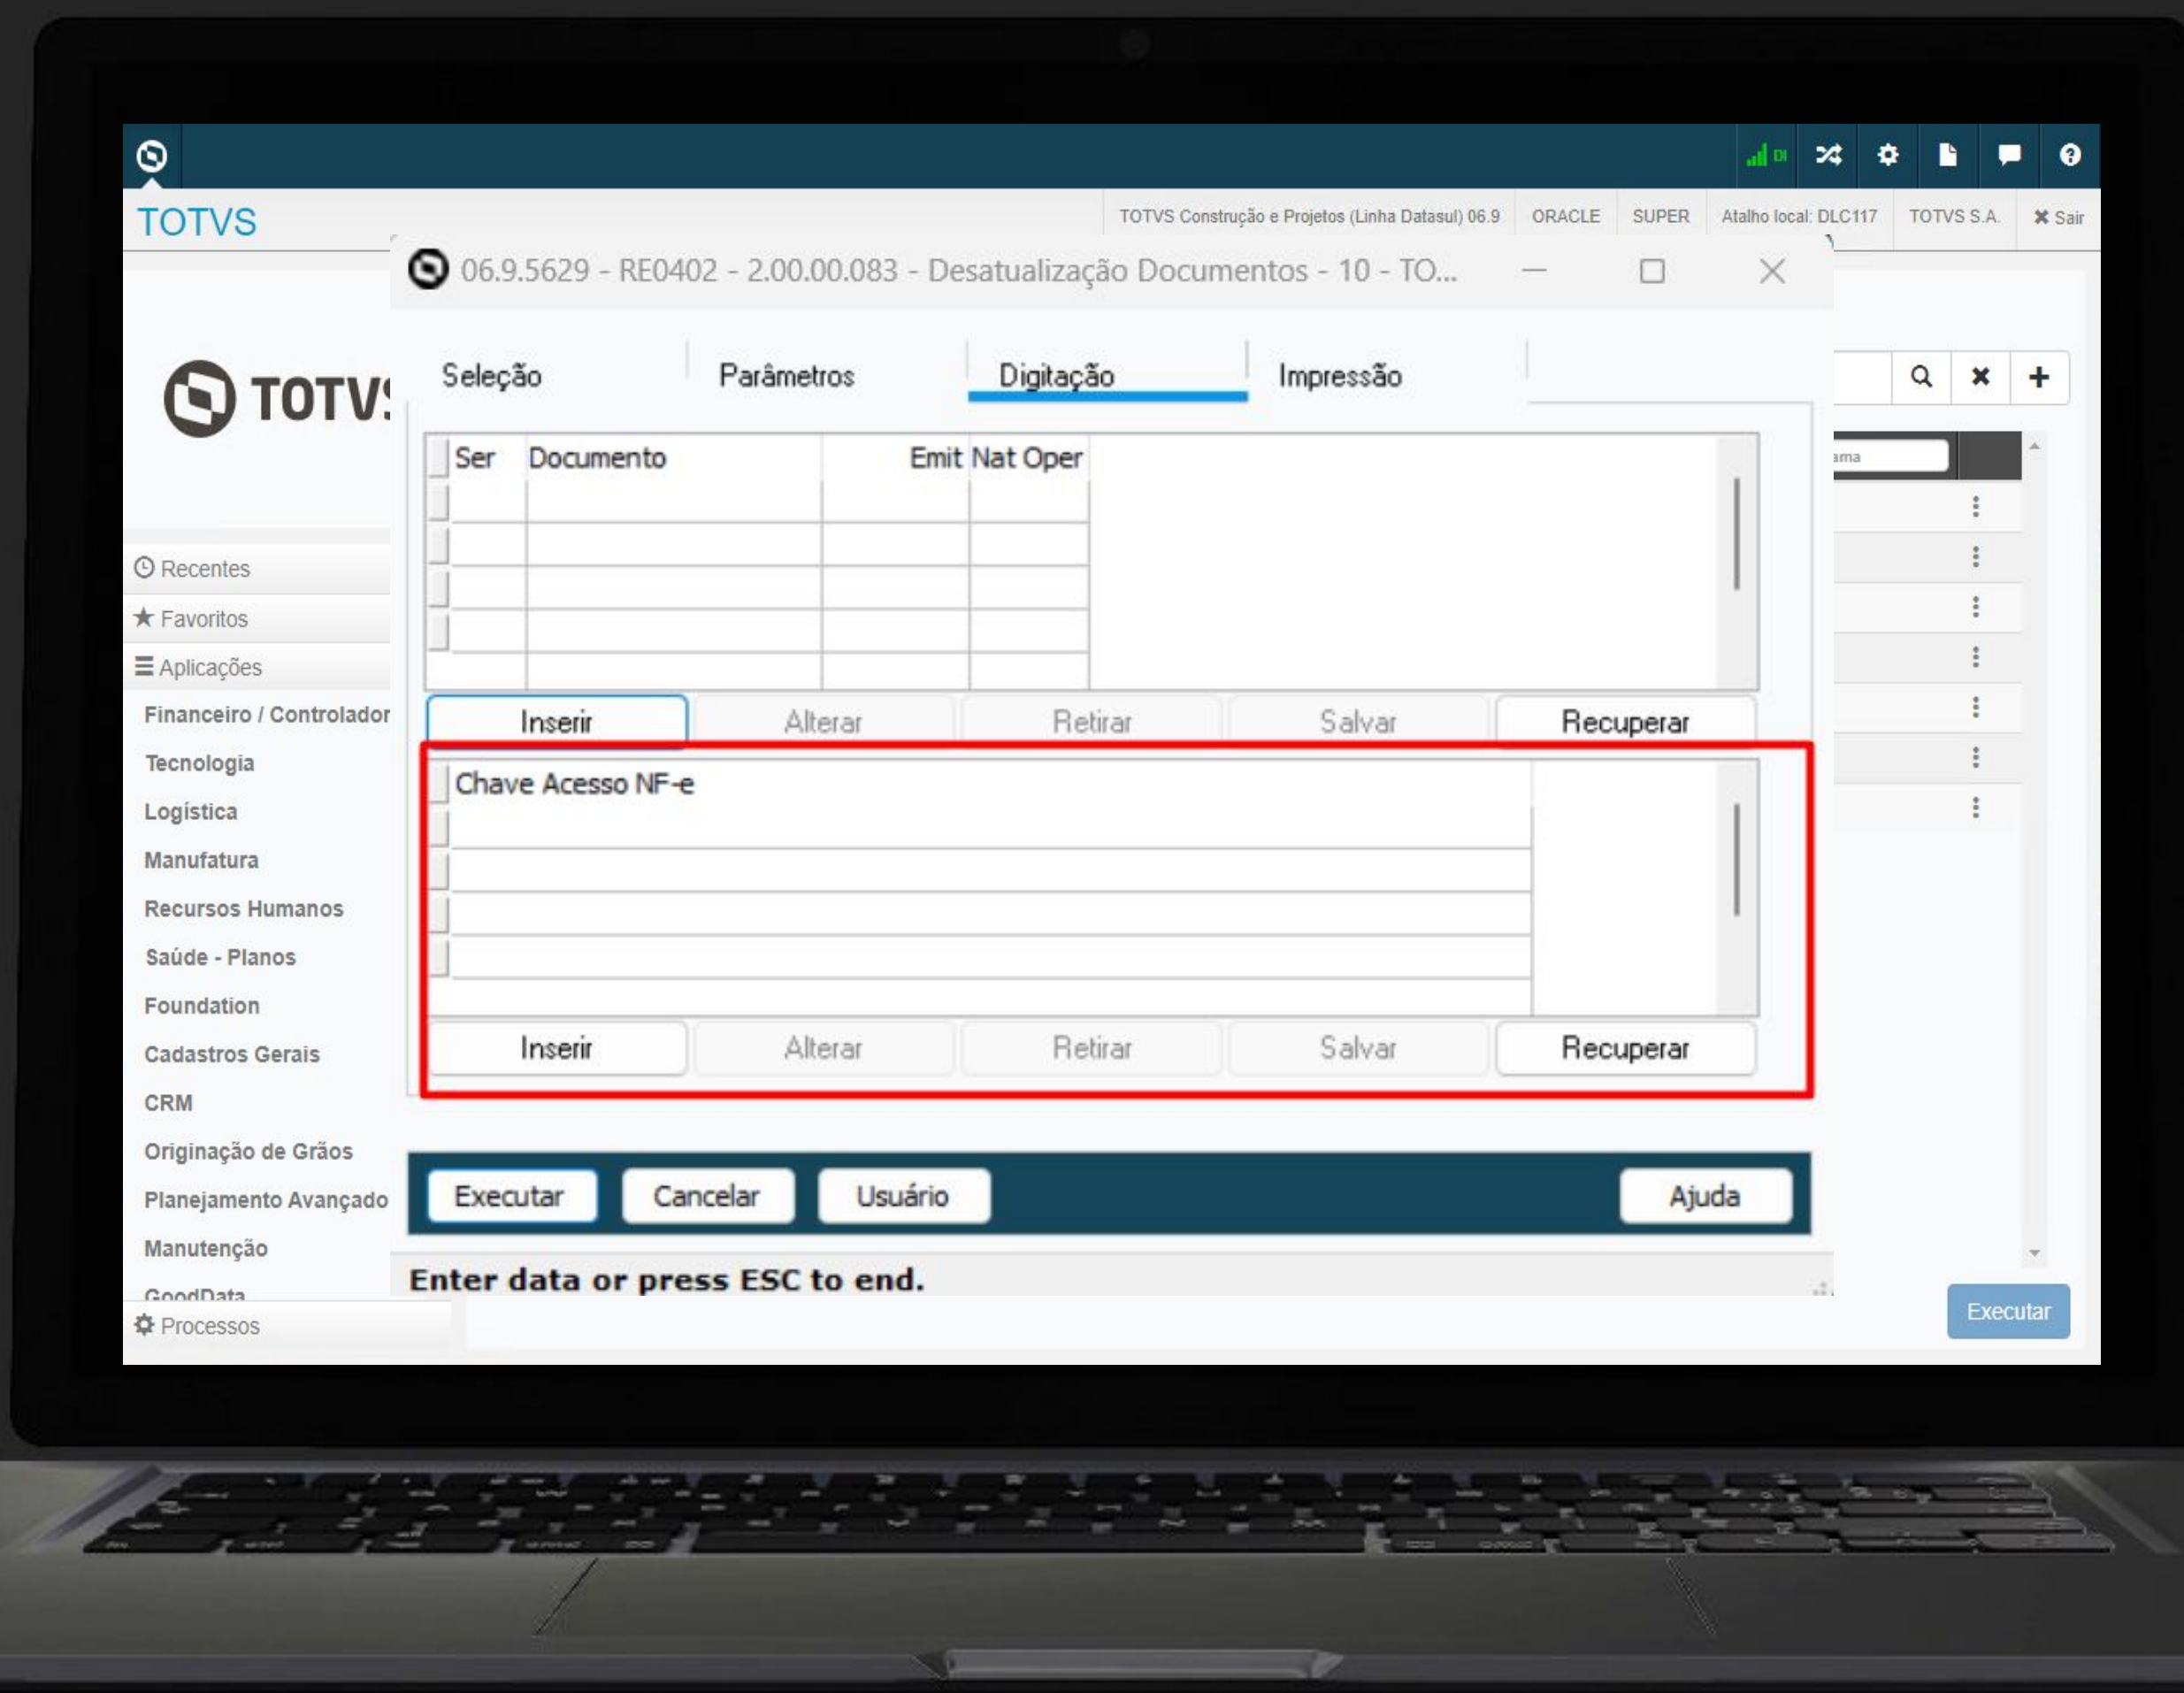 DI
TOTVS
TOTVS Construção e Projetos (Linha Datasul) 06.9 ORACLE SUPER Atalho local: DLC117 TOTVS S.A. Sair
06.9.5629 - RE0402 - 2.00.00.083 - Desatualização Documentos - 10 - TO...
Seleção Parâmetros Digitação Impressão
TOTVS
Ser Documento Emit Nat Oper
ama
Recentes
Favoritos
Aplicações
Financeiro / Controlador
Inserir Alterar Retirar Salvar Recuperar
Tecnologia
Chave Acesso NF-e
Logística
Manufatura
Recursos Humanos
Saúde - Planos
Foundation
Cadastros Gerais
Inserir Alterar Retirar Salvar Recuperar
CRM
Originação de Grãos
Planejamento Avançado
Executar Cancelar Usuário Ajuda
Manutenção
Enter data or press ESC to end.
GoodData
Processos
Executar